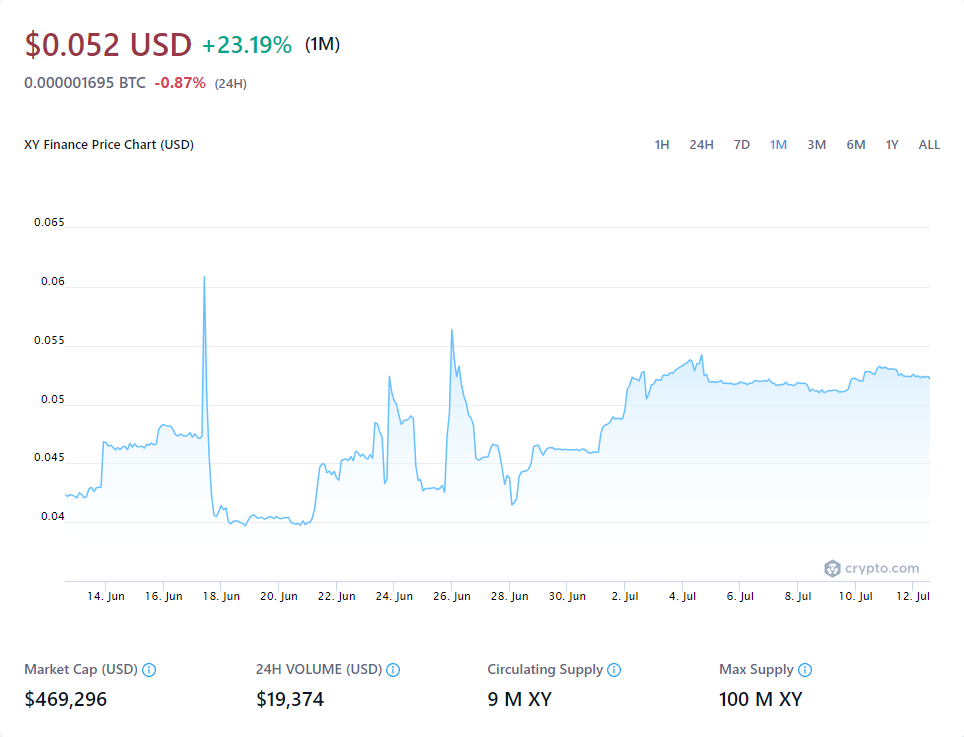 $0.052 USD +23.19% (1M)
0.000001695 BTC -0.87% (24H)
XY Finance Price Chart (USD) 1H 24H 7D 1M 3M 6M 1Y ALL
0.065
0.06
0.055
0.05
0.045
0.04
crypto.com
14. Jun 16. Jun 18. Jun 20. Jun 22. Jun 24. Jun 26. Jun 28. Jun 30. Jun 2. Jul 4. Jul 6. Jul 8. Jul 10. Jul 12. Jul
Market Cap (USD) 24H VOLUME (USD) Circulating Supply Max Supply
$469,296 $19,374 9 M XY 100 M XY